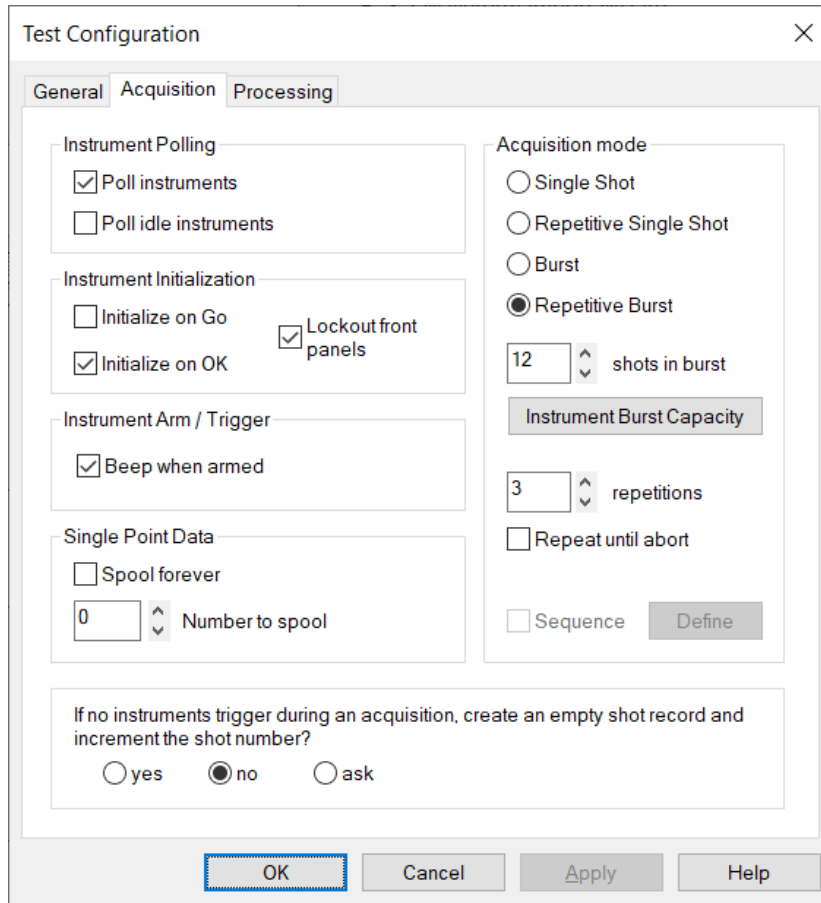 Test Configuration
General Acquisition Processing
Instrument Polling
Poll instruments
Poll idle instruments
Instrument Initialization
Initialize on Go
Initialize on OK
Lockout front
panels
Instrument Arm / Trigger
Beep when armed
Single Point Data
Spool forever
0 Number to spool
Acquisition mode
Single Shot
Repetitive Single Shot
Burst
Repetitive Burst
12 shots in burst
Instrument Burst Capacity
3 repetitions
Repeat until abort
Sequence Define
If no instruments trigger during an acquisition, create an empty shot record and
increment the shot number?
yes no ask
OK Cancel Apply Help